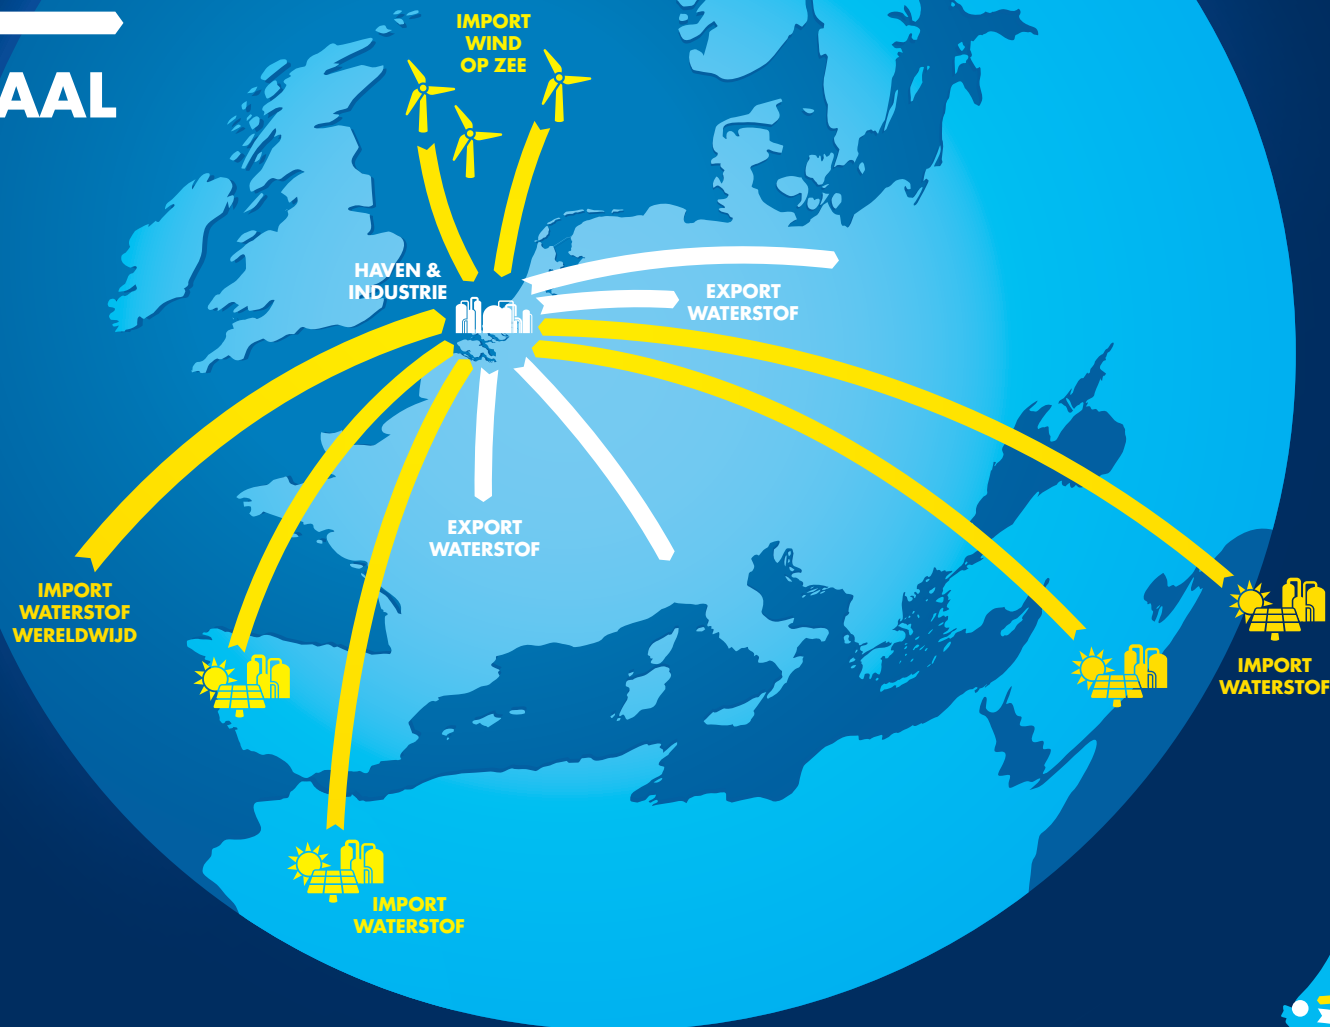 IMPORT
WIND
OP ZEE
AAL
HAVEN &
INDUSTRIE
EXPORT
WATERSTOF
EXPORT
WATERSTOF
IMPORT
WATERSTOF
WERELDWIJD
IMPORT
WATERSTOF
IMPORT
WATERSTOF